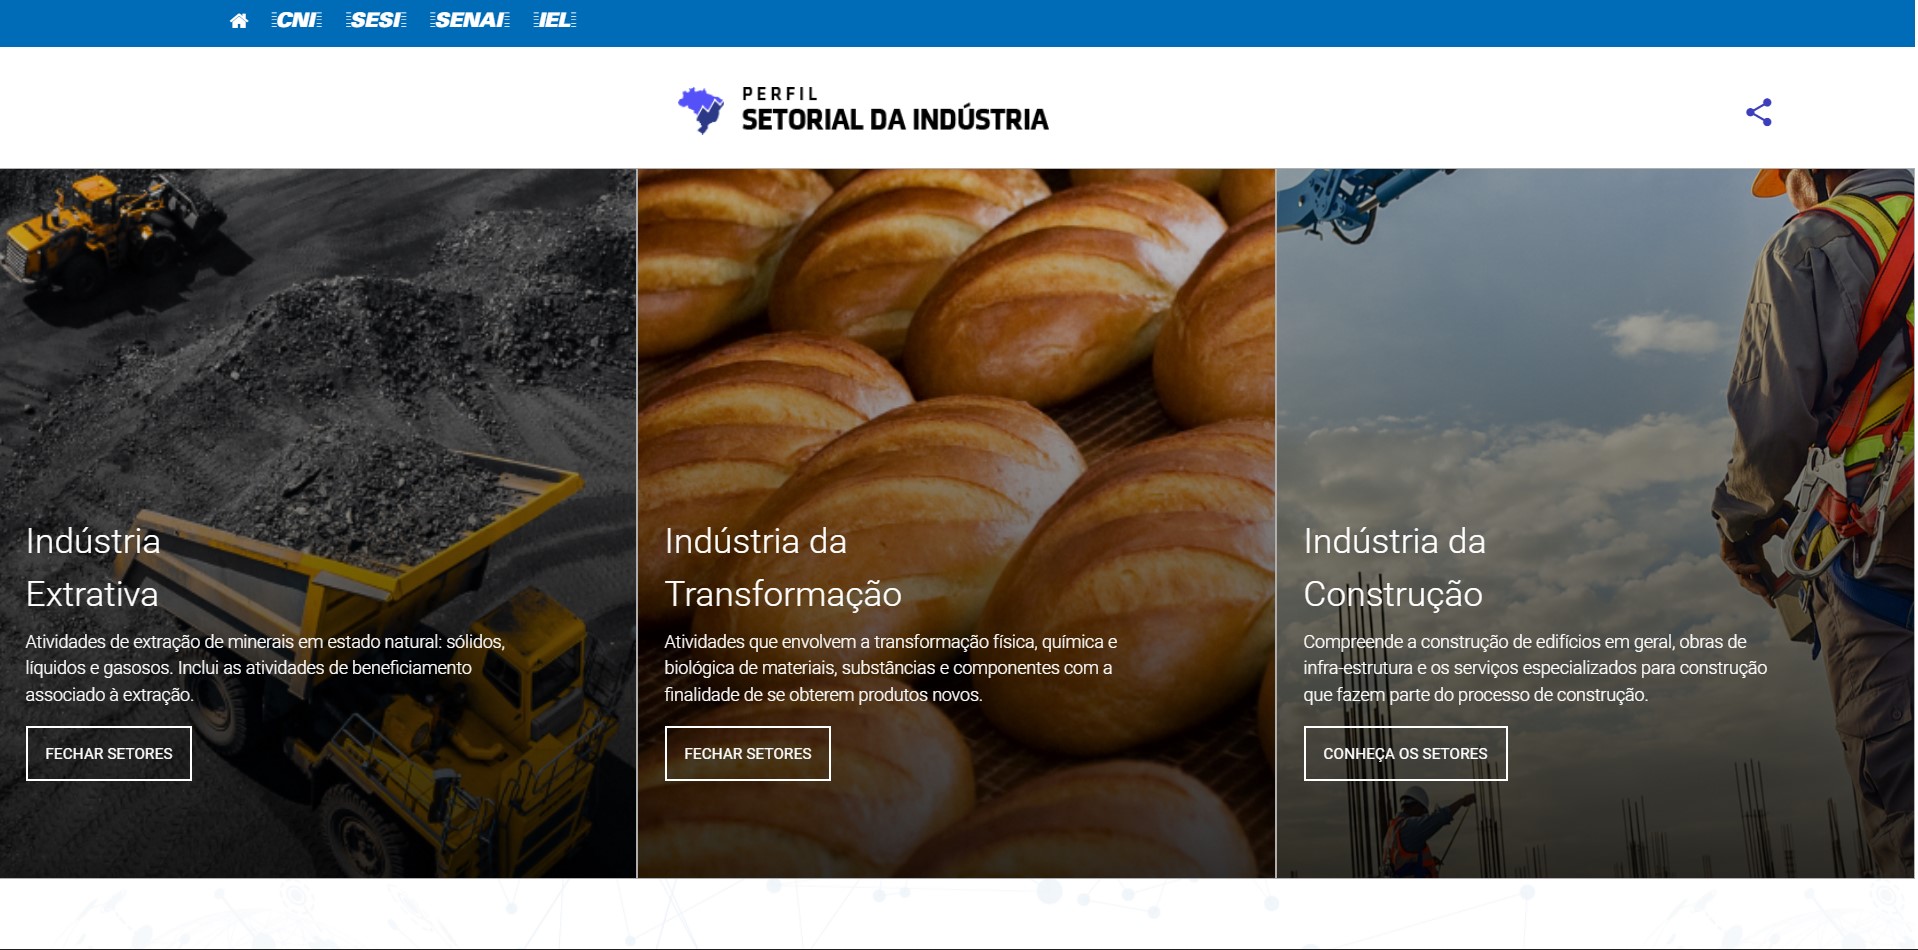 CNI SESI SENAI IEL
PERFIL
SETORIAL DA INDÚSTRIA
Indústria
Extrativa
Atividades de extração de minerais em estado natural: sólidos,
líquidos e gasosos. Inclui as atividades de beneficiamento
associado à extração.
FECHAR SETORES
Indústria da
Transformação
Atividades que envolvem a transformação física, química e
biológica de materiais, substâncias e componentes com a
finalidade de se obterem produtos novos.
FECHAR SETORES
Indústria da
Construção
Compreende a construção de edifícios em geral, obras de
infra-estrutura e os serviços especializados para construção
que fazem parte do processo de construção.
CONHEÇA OS SETORES